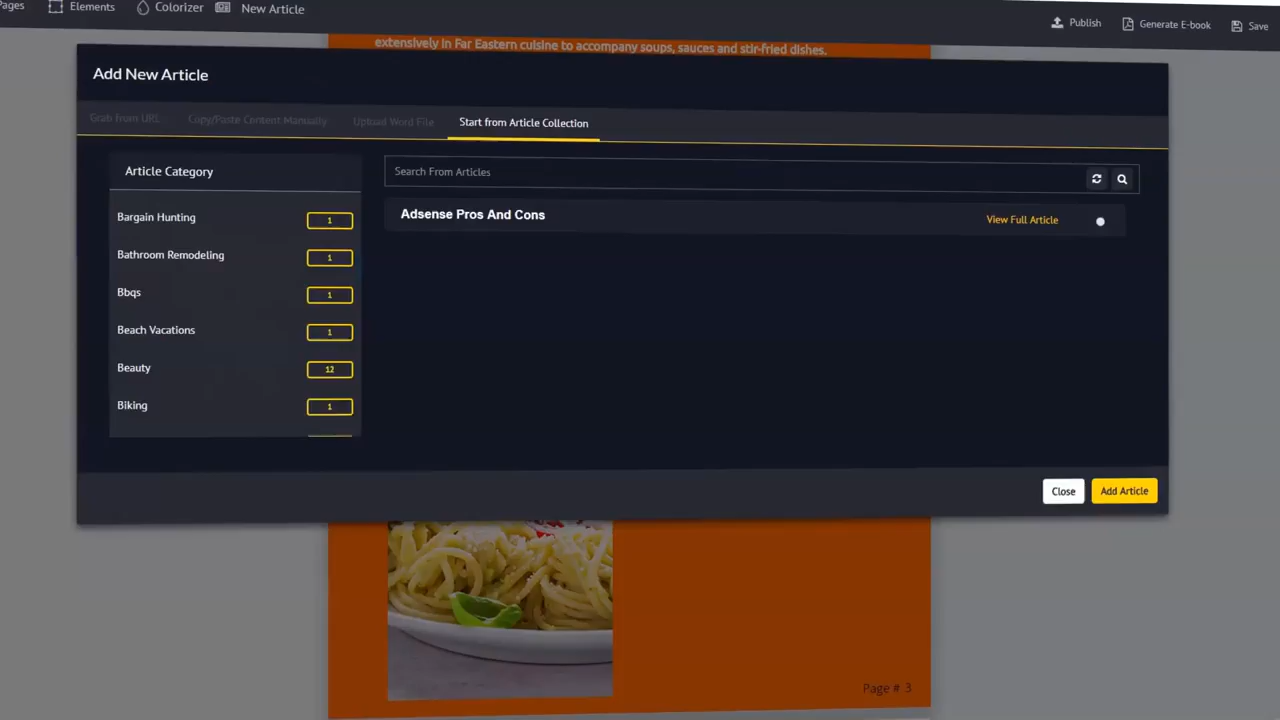 Pages Elements Colorizer New Article
Publish Generate E-book Save
extensively in Far Eastern cuisine to accompany soups, sauces and stir-fried dishes.
Add New Article
Grab from URL Copy/Paste Content Manually Upload Word File Start from Article Collection
Article Category
Search From Articles
Bargain Hunting 1
Adsense Pros And Cons View Full Article
Bathroom Remodeling 1
Bbqs 1
Beach Vacations 1
Beauty 12
Biking 1
Close Add Article
Page # 3